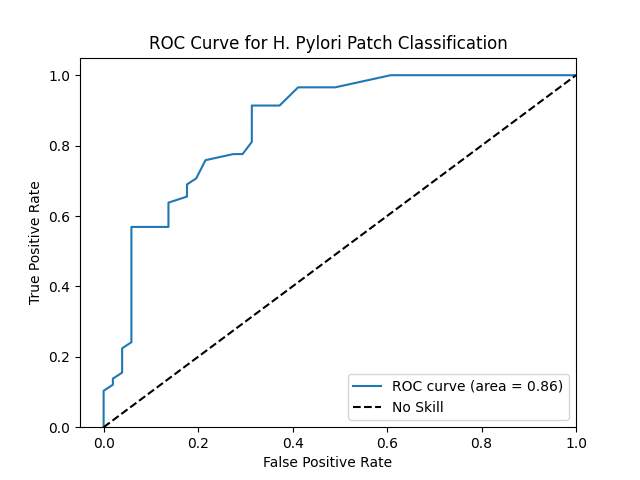 ROC Curve for H. Pylori Patch Classification
1.0
0.8
0.6
0.4
0.2
0.0
True Positive Rate
ROC curve (area = 0.86)
No Skill
0.0 0.2 0.4 0.6 0.8 1.0
False Positive Rate